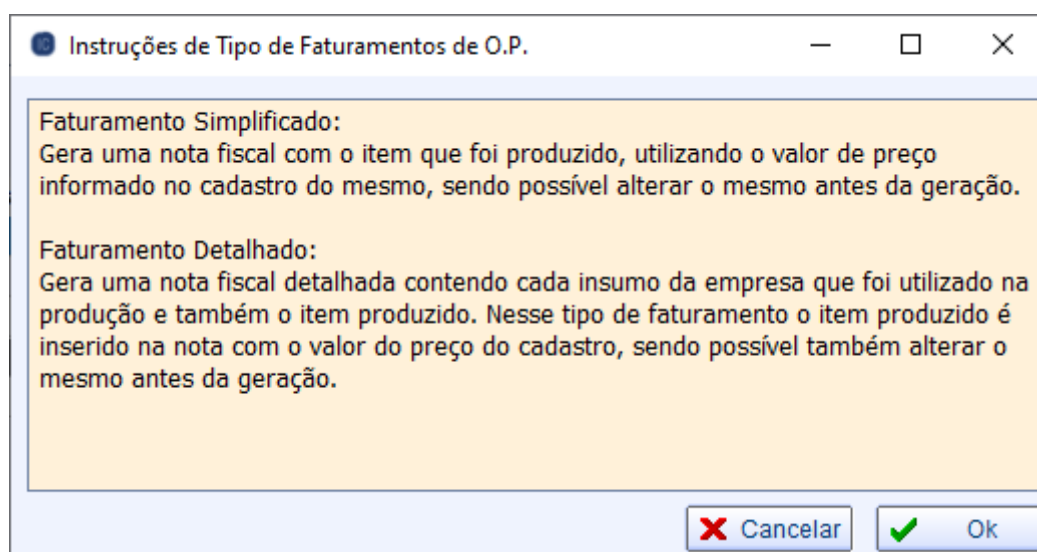 Instruções de Tipo de Faturamentos de O.P.
Faturamento Simplificado:
Gera uma nota fiscal com o item que foi produzido, utilizando o valor de preço
informado no cadastro do mesmo, sendo possível alterar o mesmo antes da geração.
Faturamento Detalhado:
Gera uma nota fiscal detalhada contendo cada insumo da empresa que foi utilizado na
produção e também o item produzido. Nesse tipo de faturamento o item produzido é
inserido na nota com o valor do preço do cadastro, sendo possível também alterar o
mesmo antes da geração.
Cancelar Ok